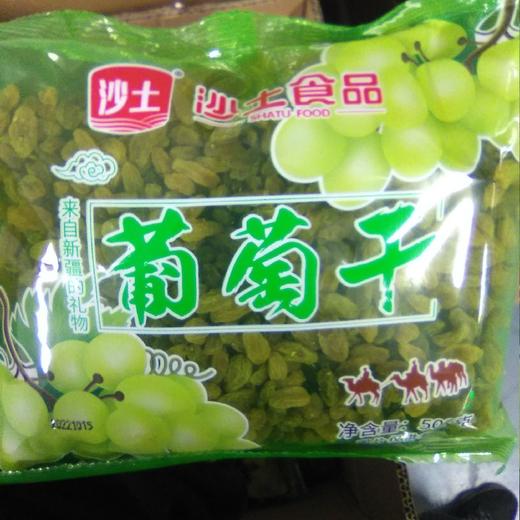 沙土
沙土食品
SHATU FOOD
来自新疆的礼物
葡萄干
20221015
净含量：500克